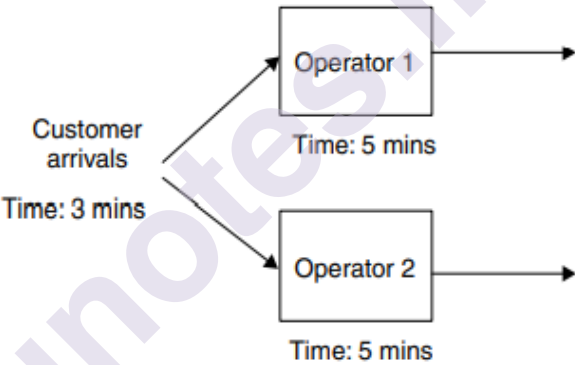 Operator 1
Time: 5 mins
Customer
arrivals
Time: 3 mins
Operator 2
Time: 5 mins